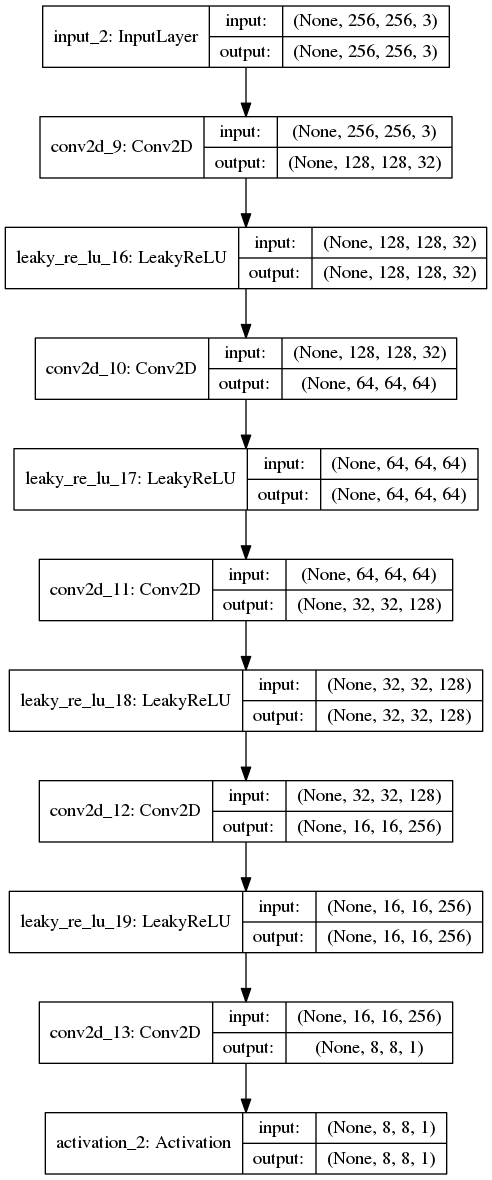 input_2: InputLayer
input:
(None, 256, 256, 3)
output:
(None, 256, 256, 3)
conv2d_9: Conv2D
input:
(None, 256, 256, 3)
output:
(None, 128, 128, 32)
leaky_re_lu_16: LeakyReLU
input:
(None, 128, 128, 32)
output:
(None, 128, 128, 32)
conv2d_10: Conv2D
input:
(None, 128, 128, 32)
output:
(None, 64, 64, 64)
leaky_re_lu_17: LeakyReLU
input:
(None, 64, 64, 64)
output:
(None, 64, 64, 64)
conv2d_11: Conv2D
input:
(None, 64, 64, 64)
output:
(None, 32, 32, 128)
leaky_re_lu_18: LeakyReLU
input:
(None, 32, 32, 128)
output:
(None, 32, 32, 128)
conv2d_12: Conv2D
input:
(None, 32, 32, 128)
output:
(None, 16, 16, 256)
leaky_re_lu_19: LeakyReLU
input:
(None, 16, 16, 256)
output:
(None, 16, 16, 256)
conv2d_13: Conv2D
input:
(None, 16, 16, 256)
output:
(None, 8, 8, 1)
activation_2: Activation
input:
(None, 8, 8, 1)
output:
(None, 8, 8, 1)